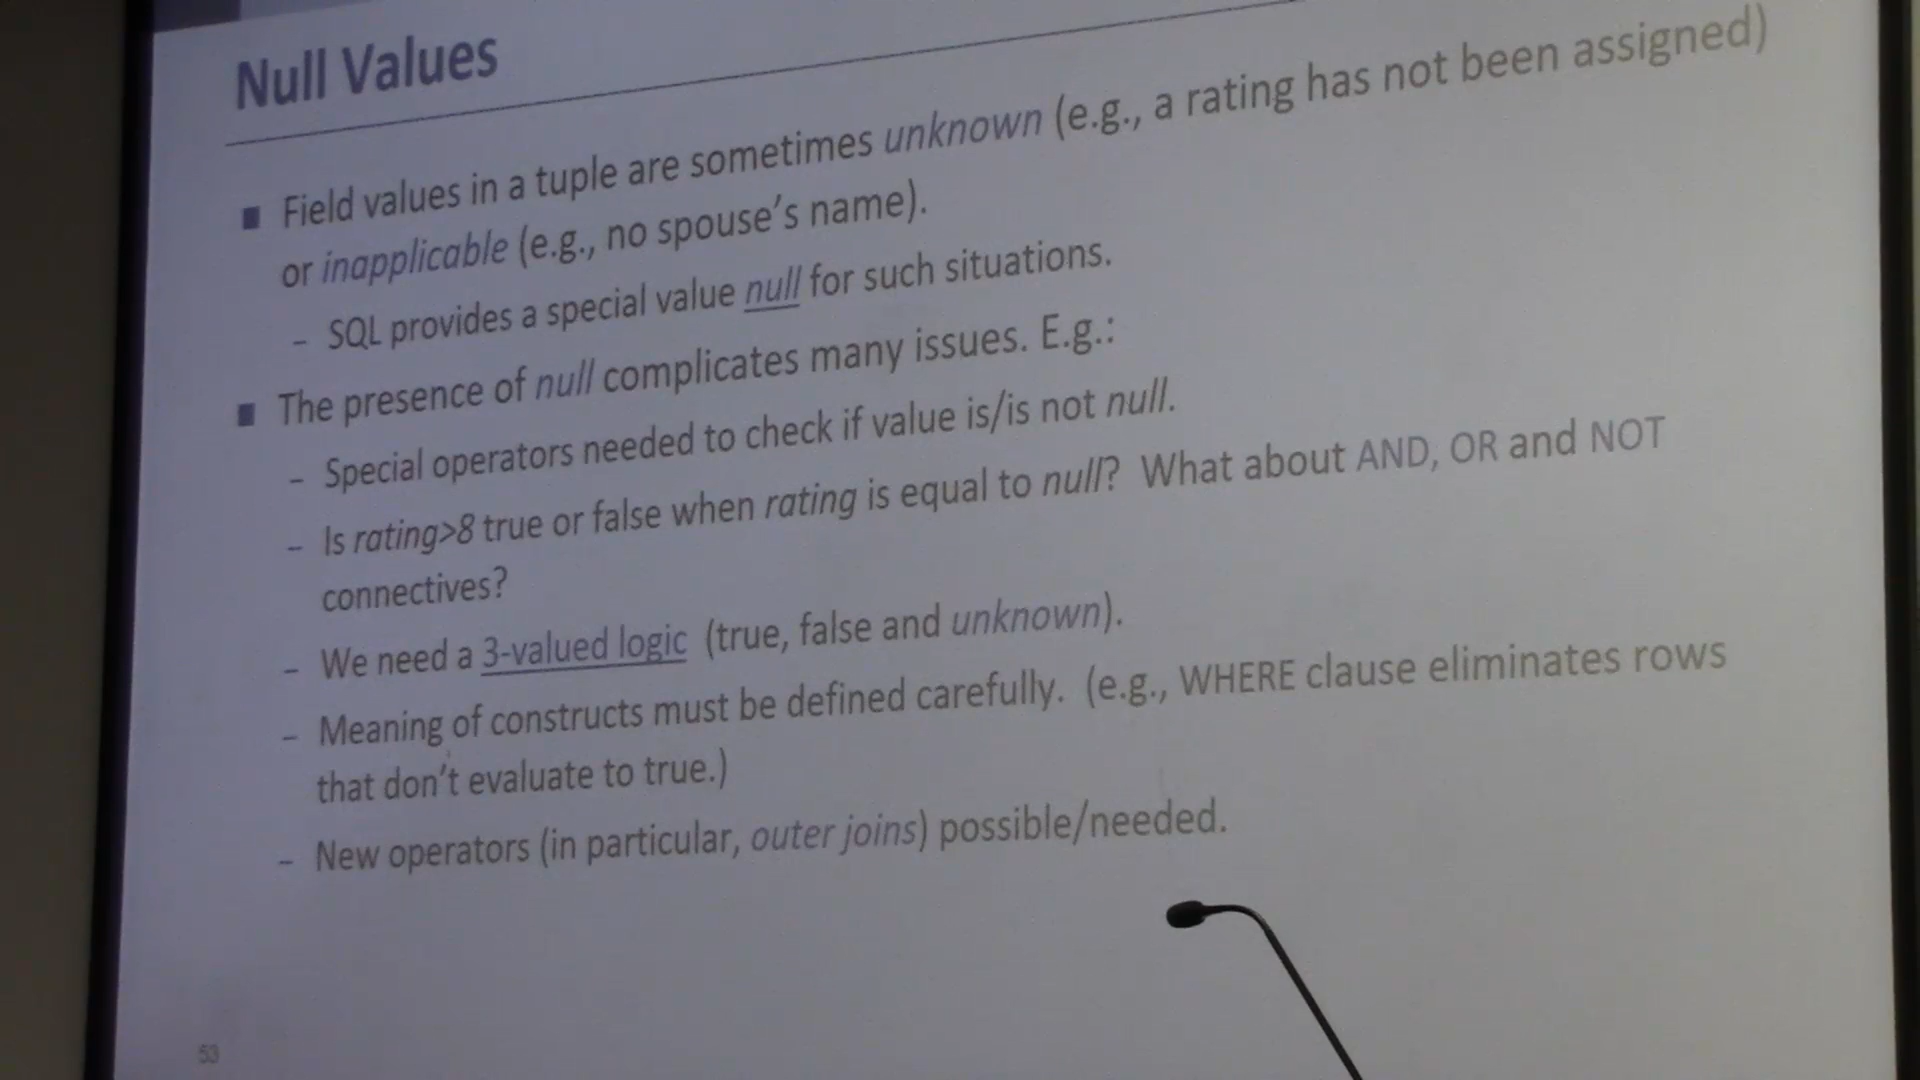 Null Values
■ Field values in a tuple are sometimes unknown (e.g., a rating has not been assigned)
or inapplicable (e.g., no spouse's name).
– SQL provides a special value null for such situations.
■ The presence of null complicates many issues. E.g.:
– Special operators needed to check if value is/is not null.
– Is rating>8 true or false when rating is equal to null? What about AND, OR and NOT
connectives?
– We need a 3-valued logic (true, false and unknown).
– Meaning of constructs must be defined carefully. (e.g., WHERE clause eliminates rows
that don't evaluate to true.)
– New operators (in particular, outer joins) possible/needed.
53